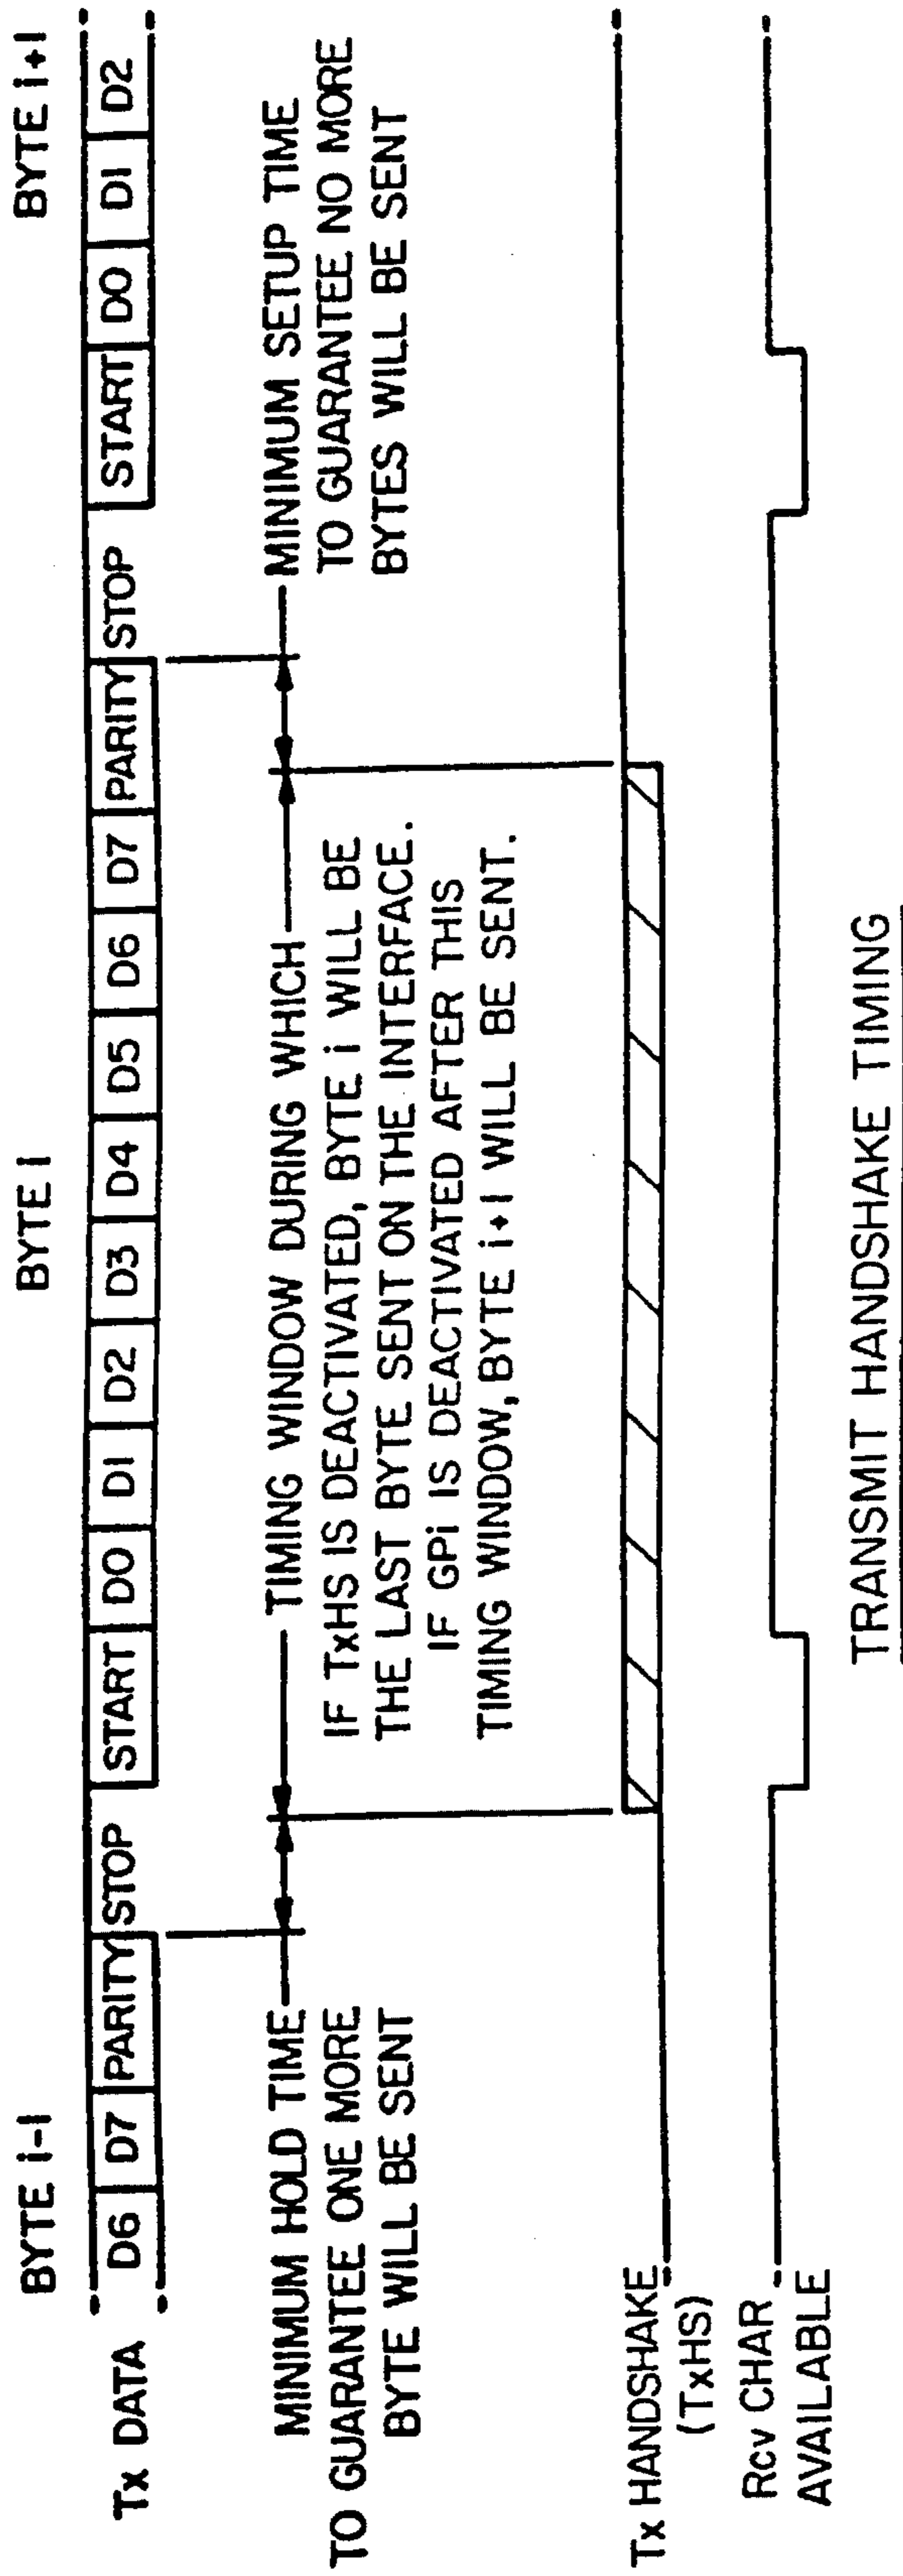 BYTE i-1 BYTE i BYTE i+1
Tx DATA D6 D7 PARITY STOP START D0 D1 D2 D3 D4 D5 D6 D7 PARITY STOP START D0 D1 D2
MINIMUM HOLD TIME
TO GUARANTEE ONE MORE
BYTE WILL BE SENT
TIMING WINDOW DURING WHICH
IF TxHS IS DEACTIVATED, BYTE i WILL BE
THE LAST BYTE SENT ON THE INTERFACE.
IF GPi IS DEACTIVATED AFTER THIS
TIMING WINDOW, BYTE i+1 WILL BE SENT.
MINIMUM SETUP TIME
TO GUARANTEE NO MORE
BYTES WILL BE SENT
Tx HANDSHAKE
(TxHS)
Rcv CHAR
AVAILABLE
TRANSMIT HANDSHAKE TIMING